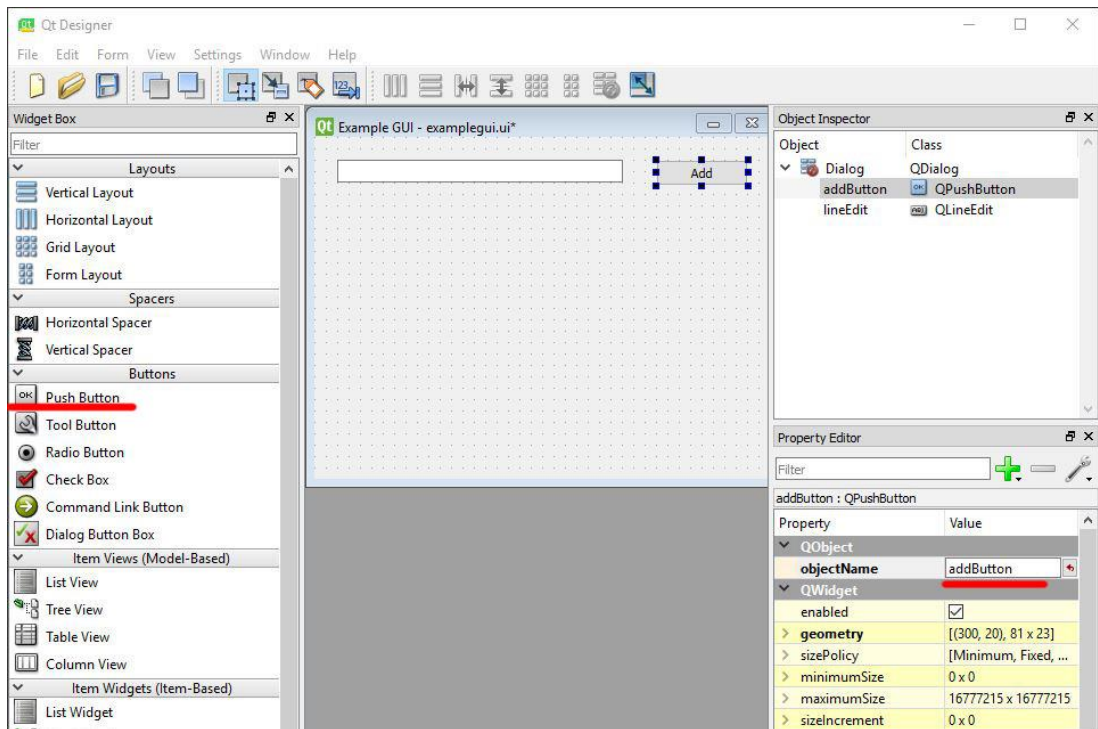 Qt Designer
File Edit Form View Settings Window Help
Widget Box
Filter
Layouts
Vertical Layout
Horizontal Layout
Grid Layout
Form Layout
Spacers
Horizontal Spacer
Vertical Spacer
Buttons
OK Push Button
Tool Button
Radio Button
Check Box
Command Link Button
Dialog Button Box
Item Views (Model-Based)
List View
Tree View
Table View
Column View
Item Widgets (Item-Based)
List Widget
Qt Example GUI - examplegui.ui*
Add
Object Inspector
Object Class
Dialog QDialog
addButton OK QPushButton
lineEdit QLineEdit
Property Editor
Filter
addButton : QPushButton
Property Value
QObject
objectName addButton
QWidget
enabled
geometry [(300, 20), 81 x 23]
sizePolicy [Minimum, Fixed, ...
minimumSize 0 x 0
maximumSize 16777215 x 16777215
sizeIncrement 0 x 0